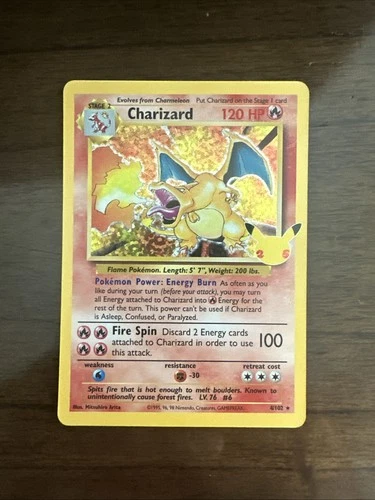 Evolves from Charmeleon Put Charizard on the Stage 1 card
STAGE 2
Charizard 120 HP
25
Flame Pokémon. Length: 5' 7", Weight: 200 lbs.
Pokémon Power: Energy Burn As often as you
like during your turn (before your attack), you may turn
all Energy attached to Charizard into Energy for the
rest of the turn. This power can't be used if Charizard
is Asleep, Confused, or Paralyzed.
Fire Spin Discard 2 Energy cards
attached to Charizard in order to use
this attack.
100
weakness resistance retreat cost
-30
Spits fire that is hot enough to melt boulders. Known to
unintentionally cause forest fires. LV. 76 #6
Illus. Mitsuhiro Arita ©1995, 96, 98 Nintendo, Creatures, GAMEFREAK. 4/102 ★